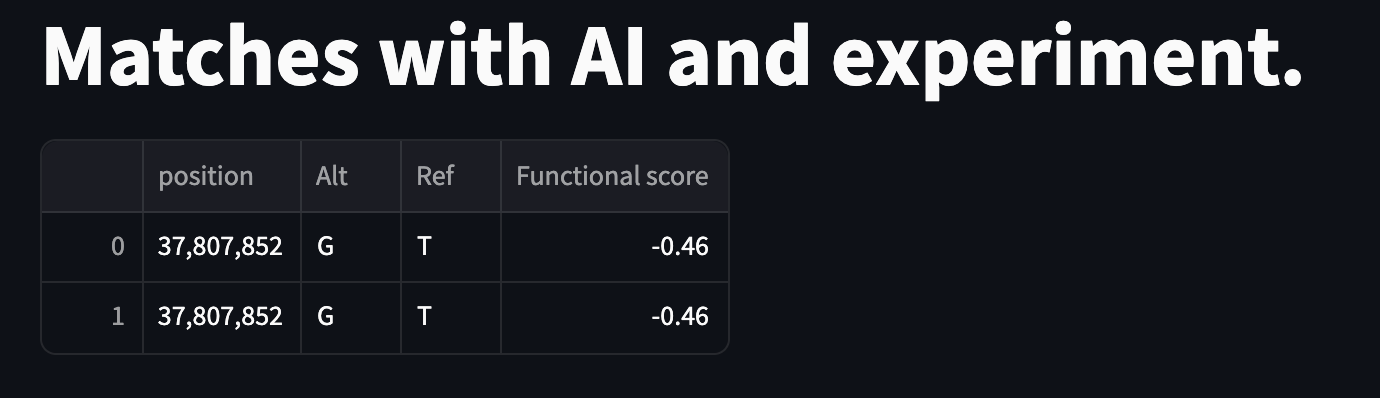 Matches with AI and experiment.
position Alt Ref Functional score
0 37,807,852 G T -0.46
1 37,807,852 G T -0.46